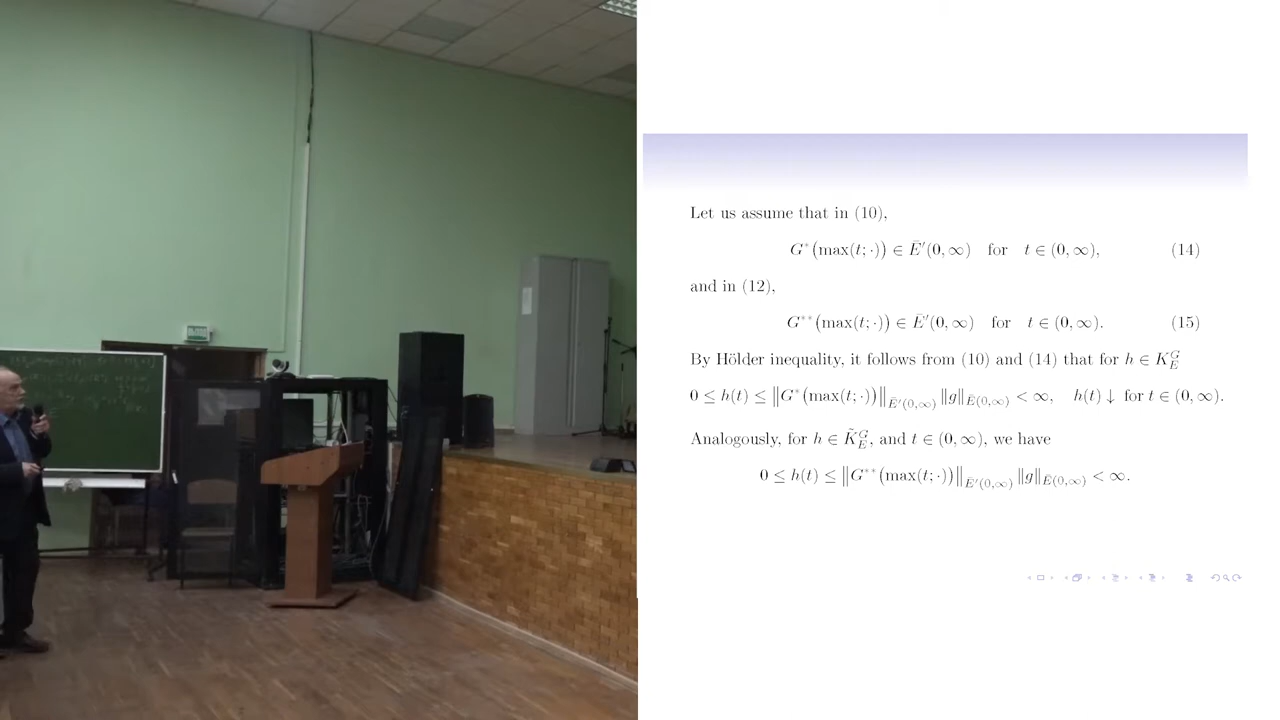 Let us assume that in (10),
G*(max(t; ·)) ∈ Ē′(0, ∞) for t ∈ (0, ∞), (14)
and in (12),
G**(max(t; ·)) ∈ Ē′(0, ∞) for t ∈ (0, ∞). (15)
By Hölder inequality, it follows from (10) and (14) that for h ∈ K_E^G
0 ≤ h(t) ≤ ‖G*(max(t; ·))‖_{Ē′(0,∞)} ‖g‖_{Ē(0,∞)} < ∞, h(t) ↓ for t ∈ (0, ∞).
Analogously, for h ∈ K̃_E^G, and t ∈ (0, ∞), we have
0 ≤ h(t) ≤ ‖G**(max(t; ·))‖_{Ē′(0,∞)} ‖g‖_{Ē(0,∞)} < ∞.